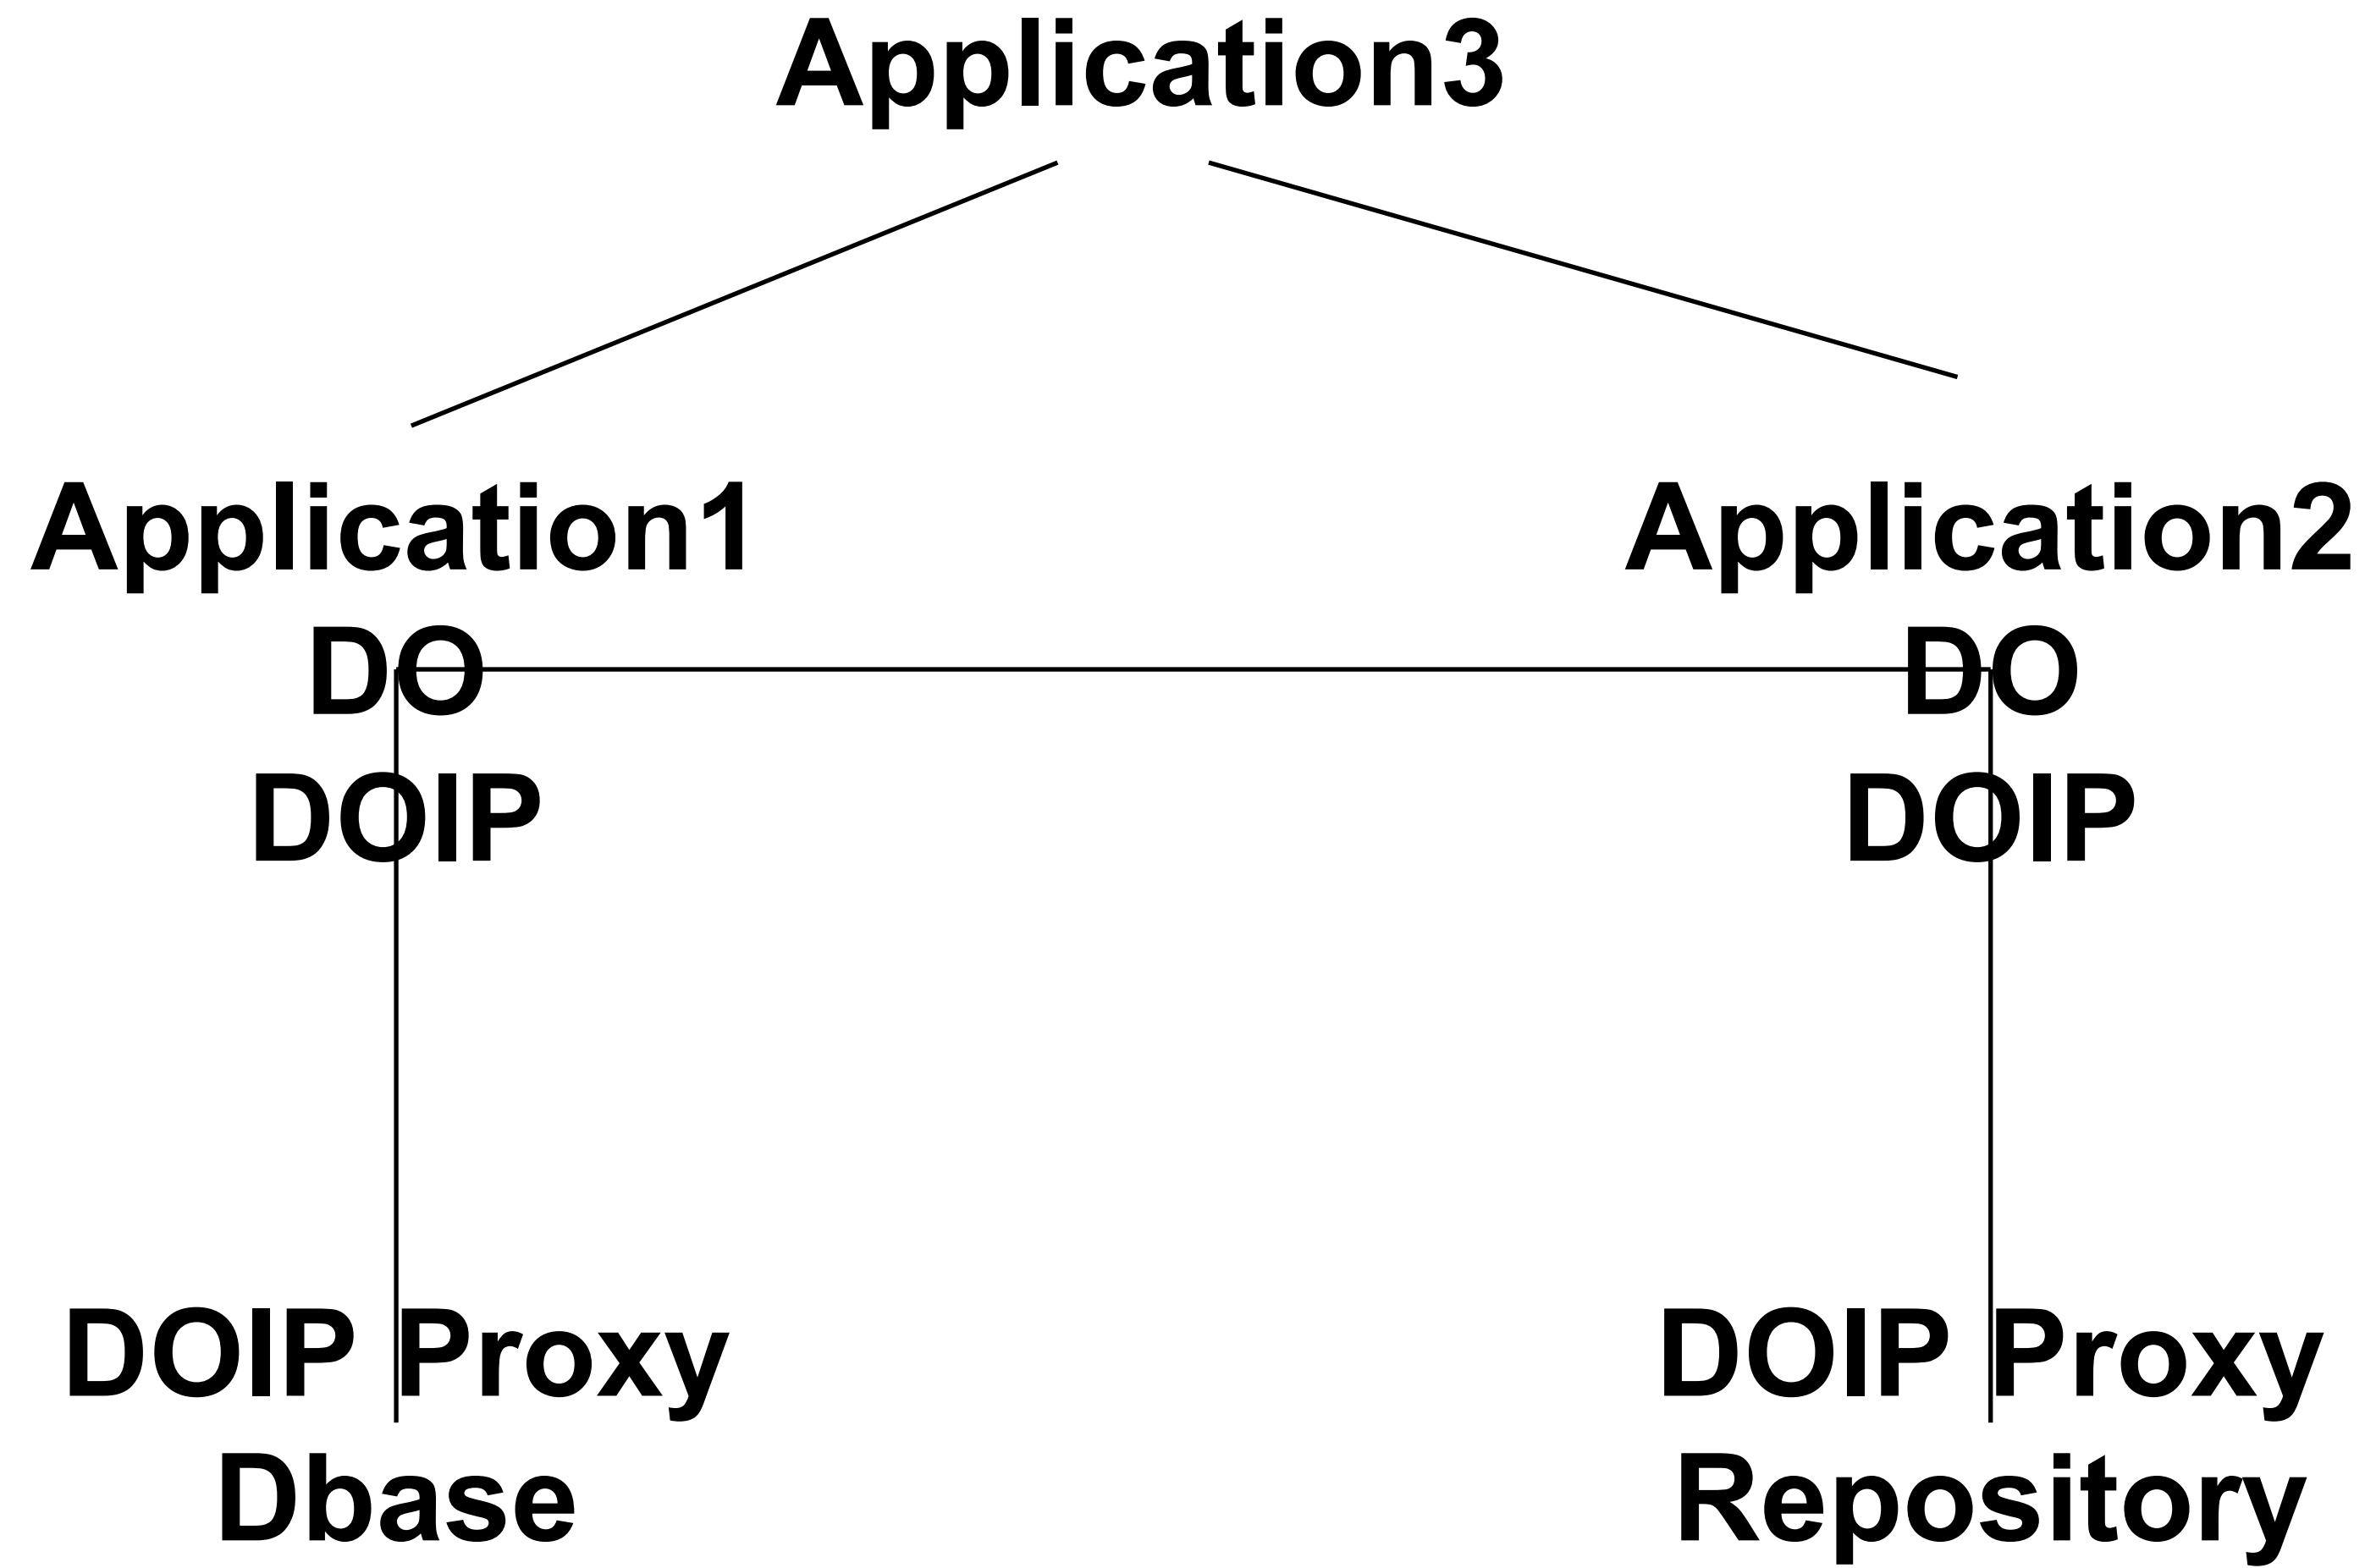 Application3
Application1
DO
DOIP
Application2
DO
DOIP
DOIP Proxy
Dbase
DOIP Proxy
Repository